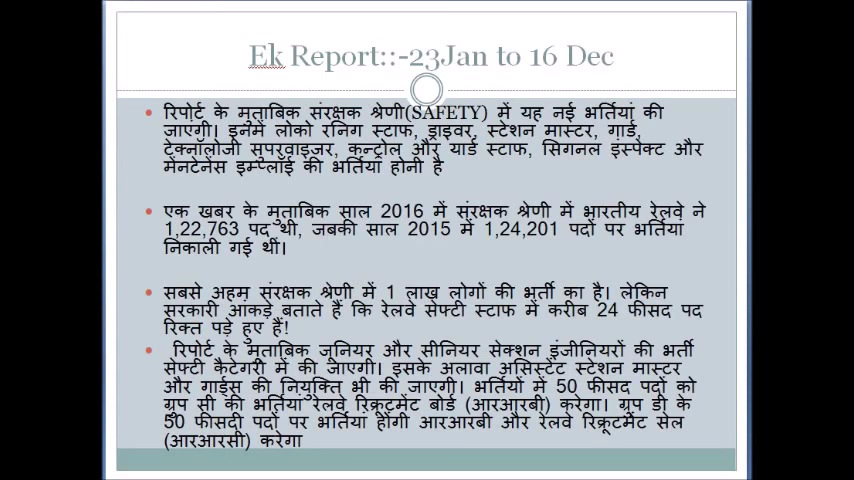 Ek Report::-23Jan to 16 Dec
• रिपोर्ट के मुताबिक संरक्षक श्रेणी(SAFETY) में यह नई भर्तियां की
जाएंगी। इनमें लोको रनिंग स्टाफ, ड्राइवर, स्टेशन मास्टर, गार्ड,
टेक्नॉलोजी सुपरवाइजर, कन्ट्रोल और यार्ड स्टाफ, सिगनल इंस्पेक्ट और
मेंनटेनेंस इम्प्लॉई की भर्तियां होनी है
• एक खबर के मुताबिक साल 2016 में संरक्षक श्रेणी में भारतीय रेलवे ने
1,22,763 पद थी, जबकी साल 2015 में 1,24,201 पदों पर भर्तियां
निकाली गई थीं।
• सबसे अहम संरक्षक श्रेणी में 1 लाख लोगों की भर्ती का है। लेकिन
सरकारी आंकड़े बताते हैं कि रेलवे सेफ्टी स्टाफ में करीब 24 फीसद पद
रिक्त पड़े हुए हैं!
• रिपोर्ट के मुताबिक जूनियर और सीनियर सेक्शन इंजीनियरों की भर्ती
सेफ्टी कैटेगरी में की जाएगी। इसके अलावा असिस्टेंट स्टेशन मास्टर
और गार्ड्स की नियुक्ति भी की जाएगी। भर्तियों में 50 फीसद पदों को
ग्रुप सी की भर्तियां रेलवे रिक्रूटमेंट बोर्ड (आरआरबी) करेगा। ग्रुप डी के
50 फीसदी पदों पर भर्तियां होंगी आरआरबी और रेलवे रिक्रूटमेंट सेल
(आरआरसी) करेगा